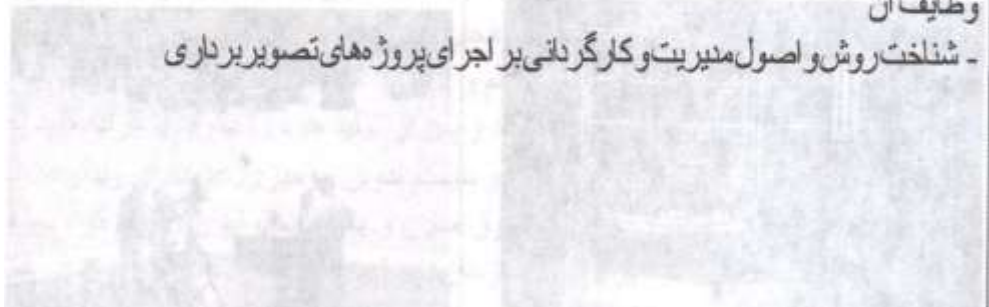 وظایف آن
- شناخت روش و اصول مدیریت و کارگردانی بر اجرای پروژه‌های تصویربرداری